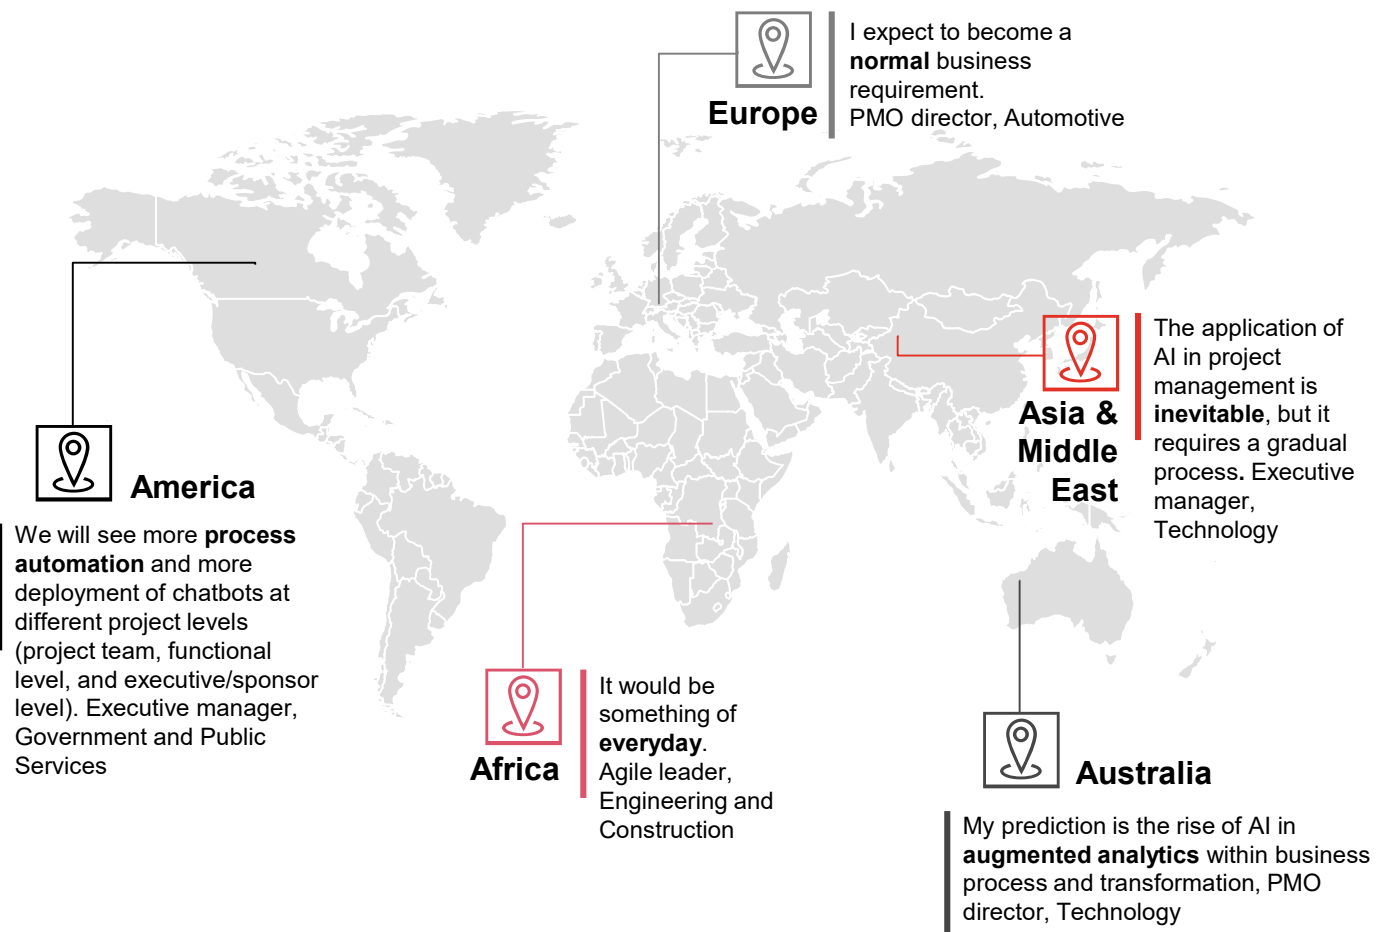 Europe
I expect to become a
normal business
requirement.
PMO director, Automotive
Asia &
Middle
East
The application of
AI in project
management is
inevitable, but it
requires a gradual
process. Executive
manager,
Technology
America
We will see more process
automation and more
deployment of chatbots at
different project levels
(project team, functional
level, and executive/sponsor
level). Executive manager,
Government and Public
Services
Africa
It would be
something of
everyday.
Agile leader,
Engineering and
Construction
Australia
My prediction is the rise of AI in
augmented analytics within business
process and transformation, PMO
director, Technology